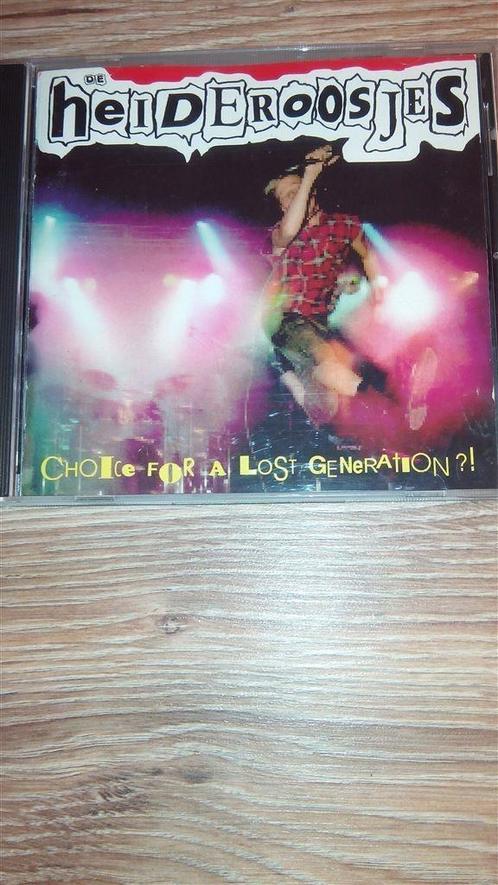 DE
HEIDEROOSJES
CHOICE FOR A LOST GENERATION?!